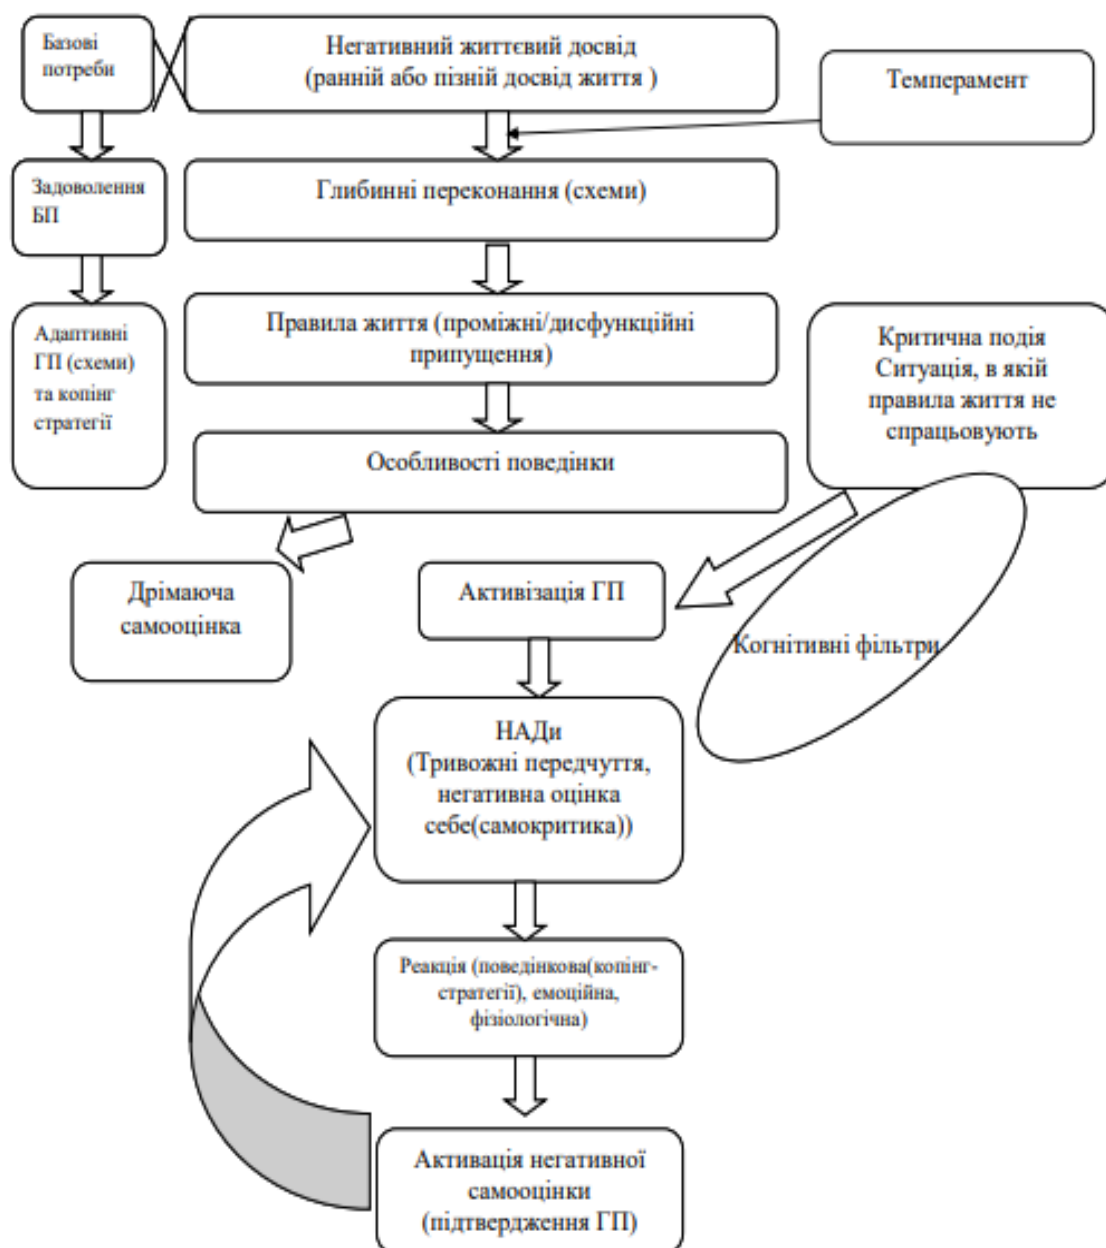 Базові
потреби
Негативний життєвий досвід
(ранній або пізній досвід життя )
Темперамент
Задоволення
БП
Глибинні переконання (схеми)
Адаптивні
ГП (схеми)
та копінг
стратегії
Правила життя (проміжні/дисфункційні
припущення)
Критична подія
Ситуація, в якій
правила життя не
спрацьовують
Особливості поведінки
Дрімаюча
самооцінка
Активізація ГП
Когнітивні фільтри
НАДи
(Тривожні передчуття,
негативна оцінка
себе(самокритика))
Реакція (поведінкова(копінг-
стратегії), емоційна,
фізіологічна)
Активація негативної
самооцінки
(підтвердження ГП)